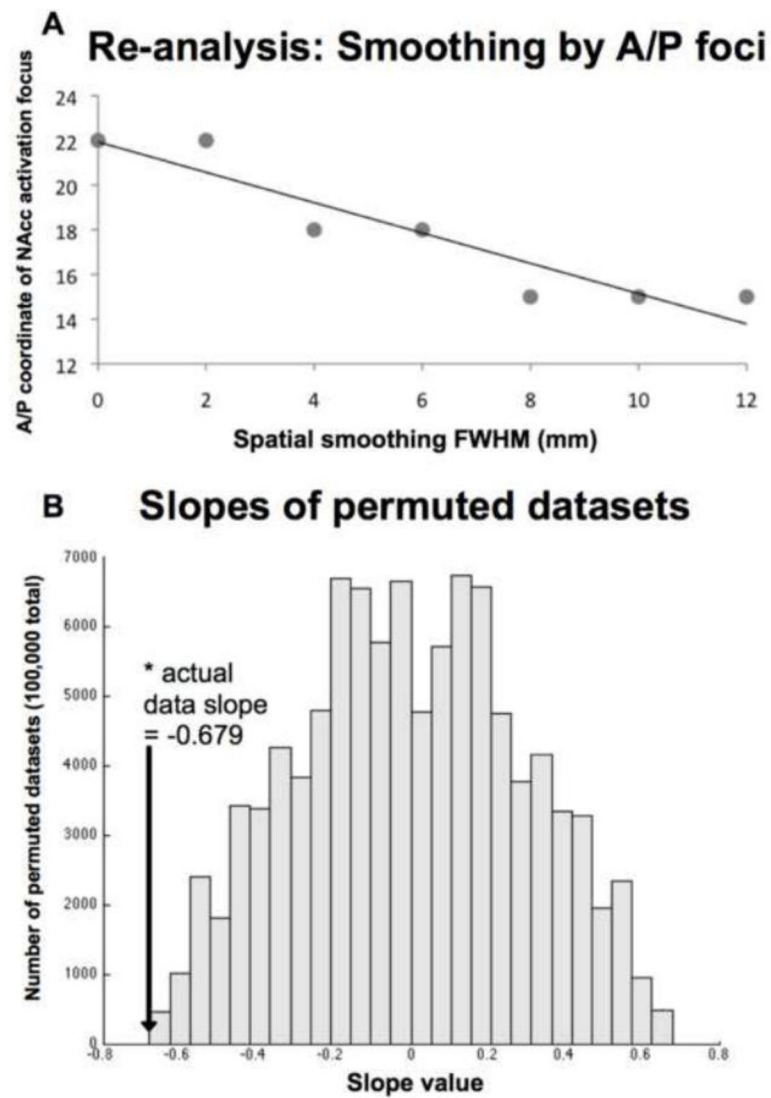 A
Re-analysis: Smoothing by A/P foci
A/P coordinate of NAcc activation focus
24
22
20
18
16
14
12
0 2 4 6 8 10 12
Spatial smoothing FWHM (mm)
B
Slopes of permuted datasets
Number of permuted datasets (100,000 total)
7000
6000
5000
4000
3000
2000
1000
0
* actual
data slope
= -0.679
-0.8 -0.6 -0.4 -0.2 0 0.2 0.4 0.6 0.8
Slope value